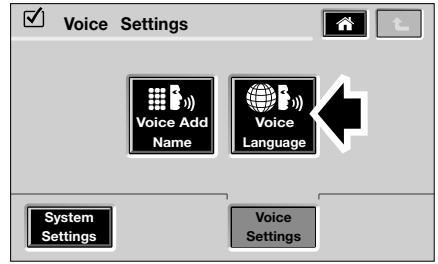 Voice Settings
Voice Add
Name
Voice
Language
System
Settings
Voice
Settings